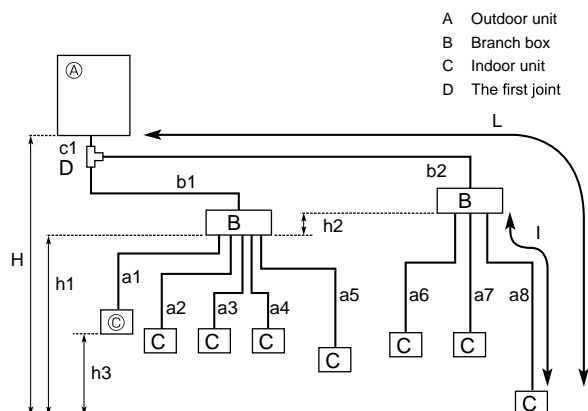 A Outdoor unit
B Branch box
C Indoor unit
D The first joint
A
L
c1
D
b2
b1
B
B
h2
I
H
h1
a1
a2
a3
a4
a5
a6
a7
a8
C
C
C
C
C
C
C
h3
C